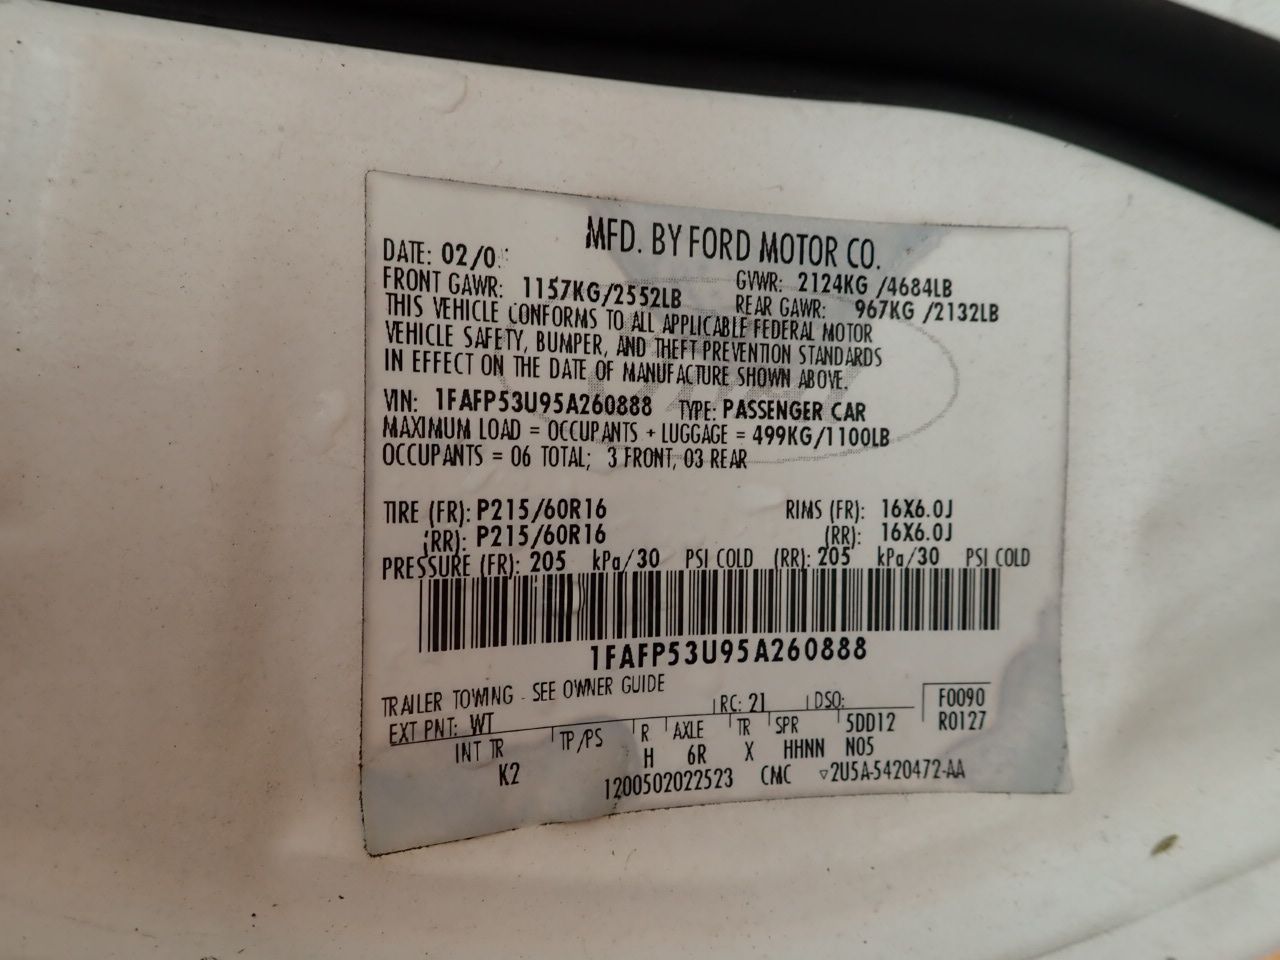 MFD. BY FORD MOTOR CO.
DATE: 02/0
FRONT GAWR: 1157KG/2552LB
GVWR: 2124KG /4684LB
REAR GAWR: 967KG /2132LB
THIS VEHICLE CONFORMS TO ALL APPLICABLE FEDERAL MOTOR
VEHICLE SAFETY, BUMPER, AND THEFT PREVENTION STANDARDS
IN EFFECT ON THE DATE OF MANUFACTURE SHOWN ABOVE.
VIN: 1FAFP53U95A260888 TYPE: PASSENGER CAR
MAXIMUM LOAD = OCCUPANTS + LUGGAGE = 499KG/1100LB
OCCUPANTS = 06 TOTAL; 3 FRONT, 03 REAR
TIRE (FR): P215/60R16 RIMS (FR): 16X6.0J
(RR): P215/60R16 (RR): 16X6.0J
PRESSURE (FR): 205 kPa/30 PSI COLD (RR): 205 kPa/30 PSI COLD
1FAFP53U95A260888
TRAILER TOWING - SEE OWNER GUIDE
EXT PNT: WT RC: 21 DSO: F0090
R0127
INT TR TP/PS R AXLE TR SPR 5DD12
K2 H 6R X HHNN N05
1200502022523 CMC ▽2U5A-5420472-AA